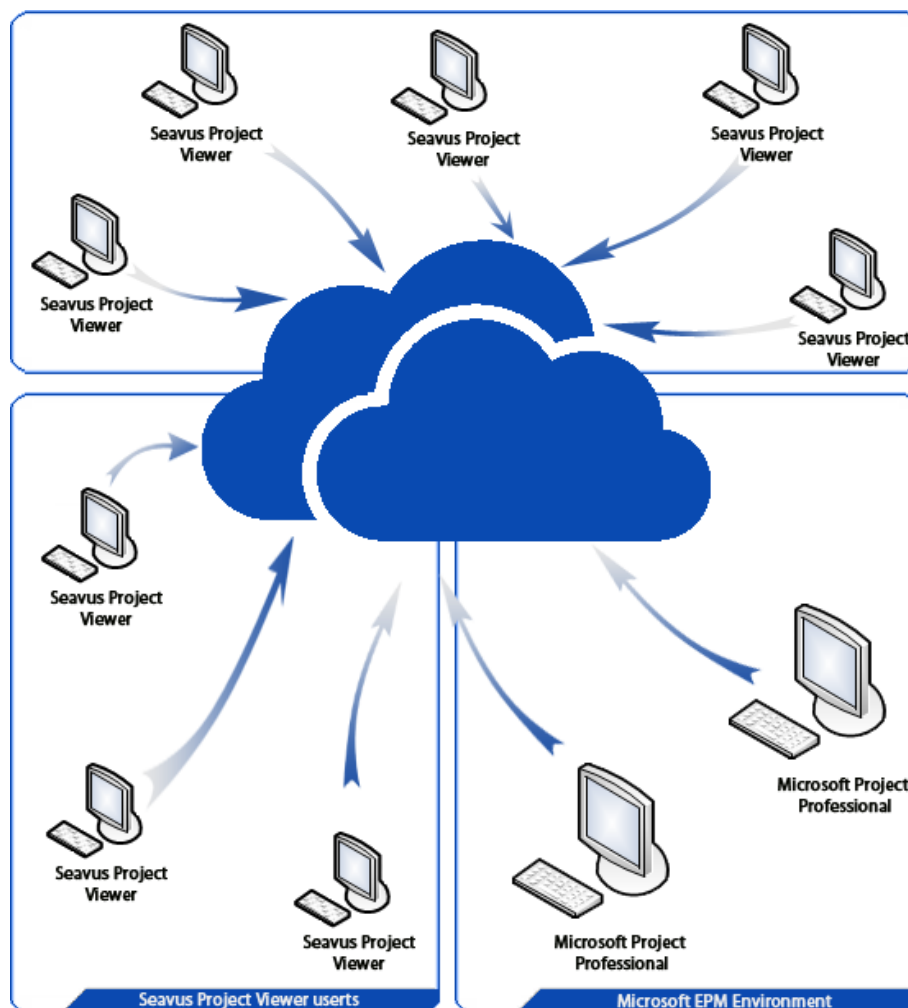 Seavus Project
Viewer
Seavus Project
Viewer
Seavus Project
Viewer
Seavus Project
Viewer
Seavus Project
Viewer
Seavus Project
Viewer
Seavus Project
Viewer
Seavus Project
Viewer
Microsoft Project
Professional
Microsoft Project
Professional
Seavus Project Viewer userts
Microsoft EPM Environment